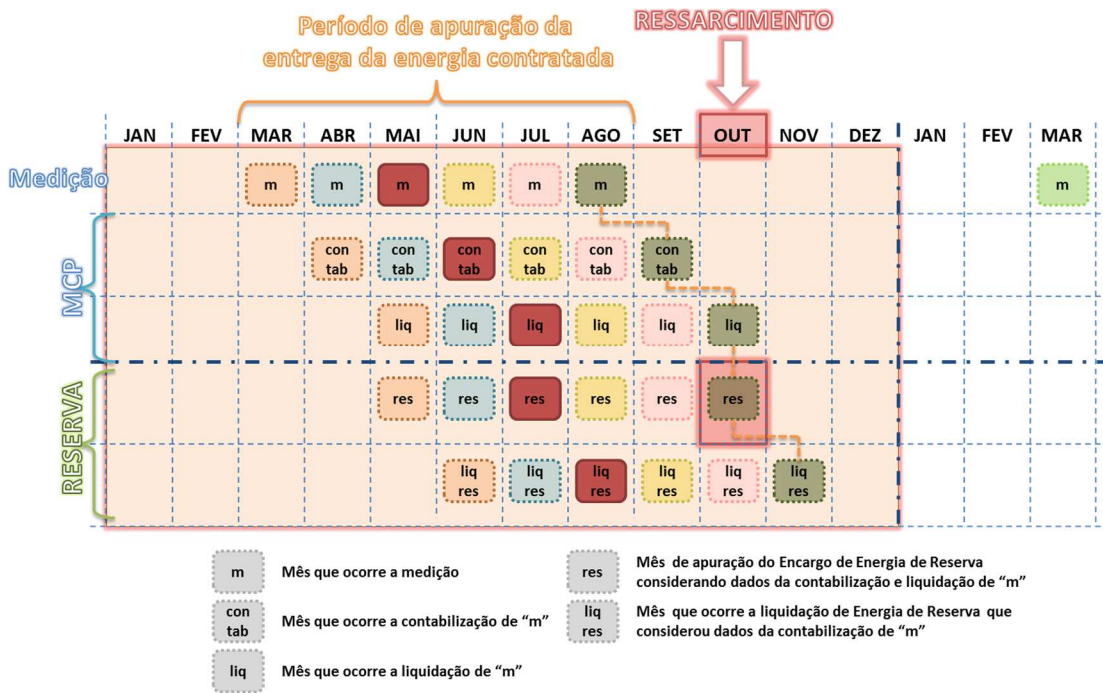 RESSARCIMENTO
Período de apuração da
entrega da energia contratada
JAN FEV MAR ABR MAI JUN JUL AGO SET OUT NOV DEZ JAN FEV MAR
Medição m m m m m m m
MCP
con con con con con con
tab tab tab tab tab tab
liq liq liq liq liq liq
RESERVA
res res res res res res
liq liq liq liq liq liq
res res res res res res
m Mês que ocorre a medição
con
tab
Mês que ocorre a contabilização de “m”
liq Mês que ocorre a liquidação de “m”
res
Mês de apuração do Encargo de Energia de Reserva
considerando dados da contabilização e liquidação de “m”
liq
res
Mês que ocorre a liquidação de Energia de Reserva que
considerou dados da contabilização de “m”